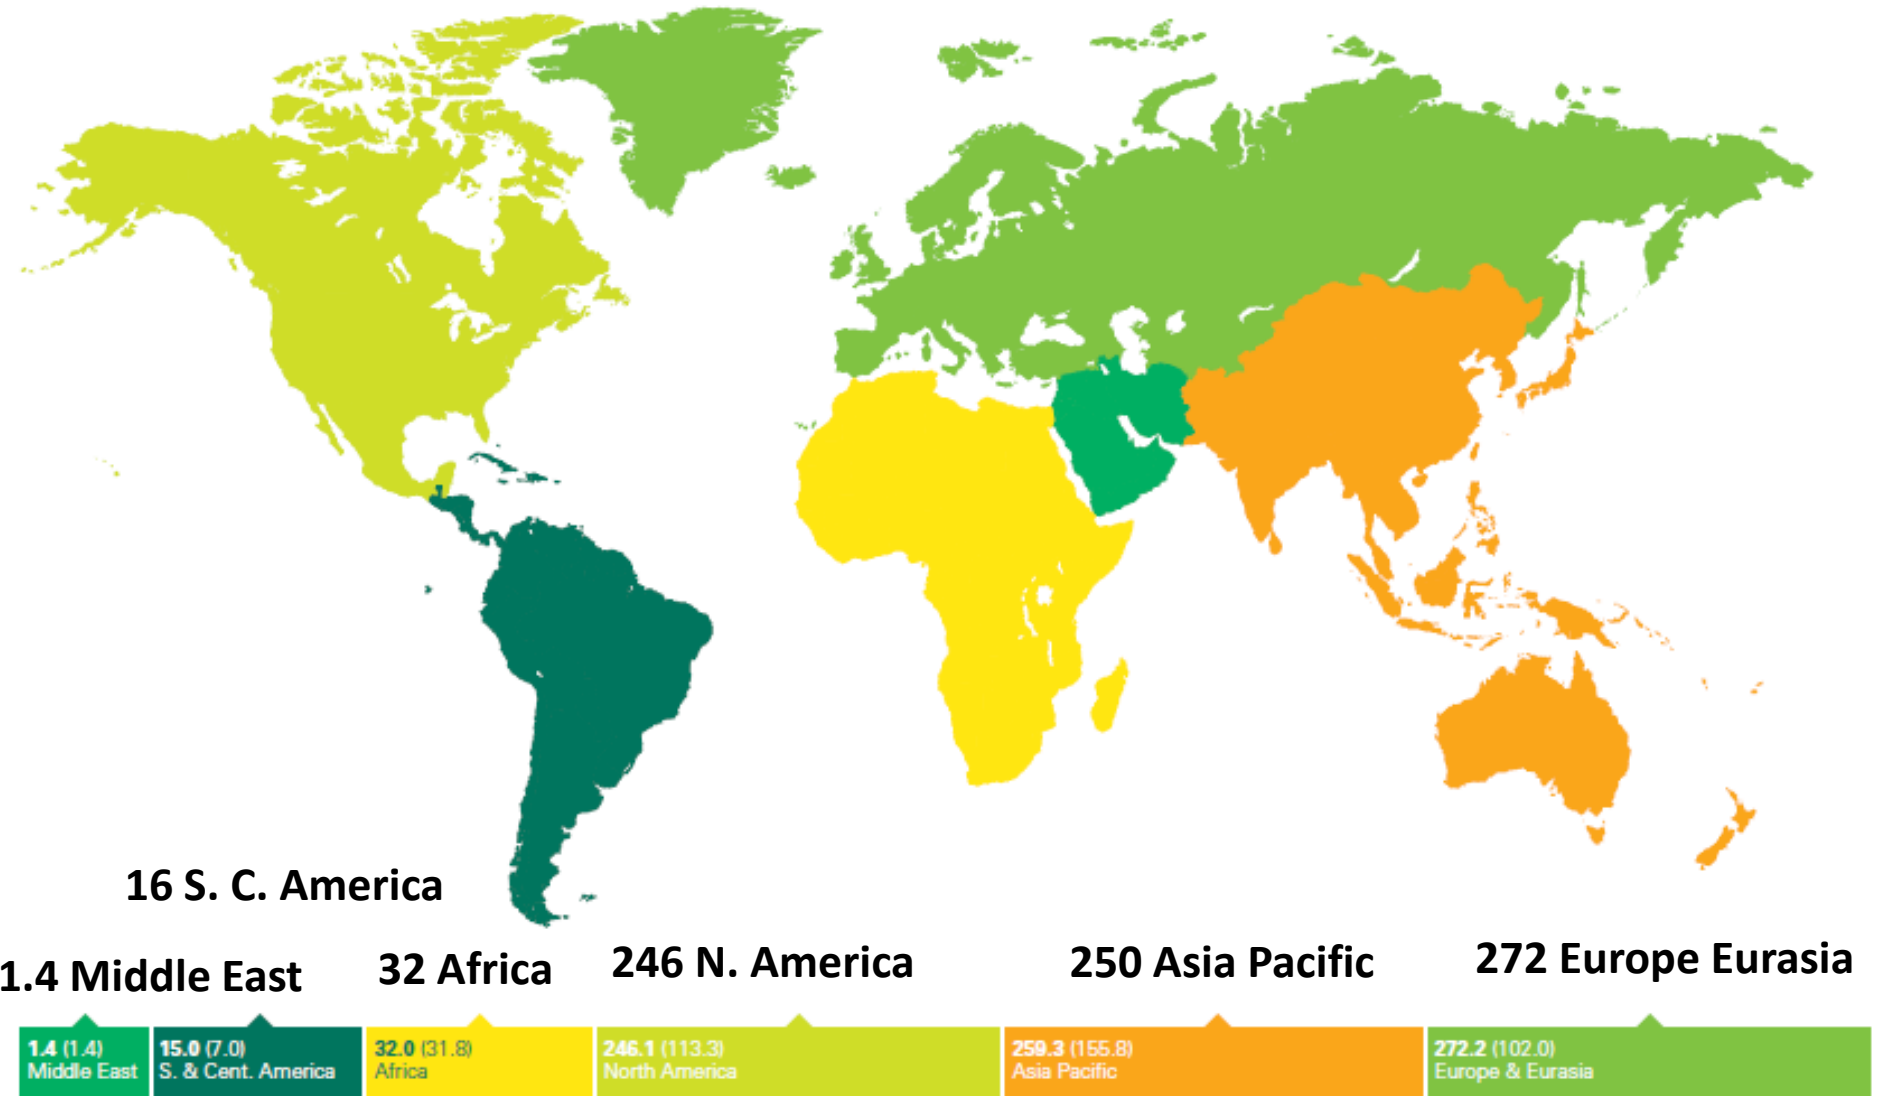 16 S. C. America
1.4 Middle East
32 Africa
246 N. America
250 Asia Pacific
272 Europe Eurasia
1.4 (1.4)
Middle East
15.0 (7.0)
S. & Cent. America
32.0 (31.8)
Africa
246.1 (113.3)
North America
259.3 (155.8)
Asia Pacific
272.2 (102.0)
Europe & Eurasia